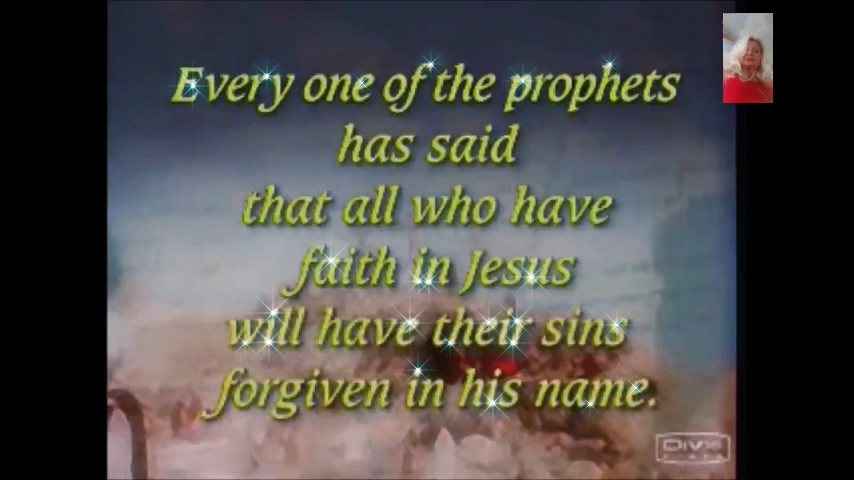 Every one of the prophets
has said
that all who have
faith in Jesus
will have their sins
forgiven in his name.
DivX